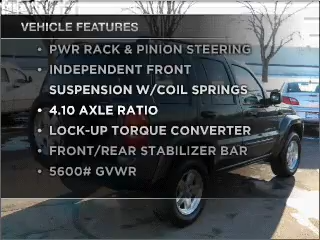 VEHICLE FEATURES
• PWR RACK & PINION STEERING
• INDEPENDENT FRONT
SUSPENSION W/COIL SPRINGS
• 4.10 AXLE RATIO
• LOCK-UP TORQUE CONVERTER
• FRONT/REAR STABILIZER BAR
• 5600# GVWR